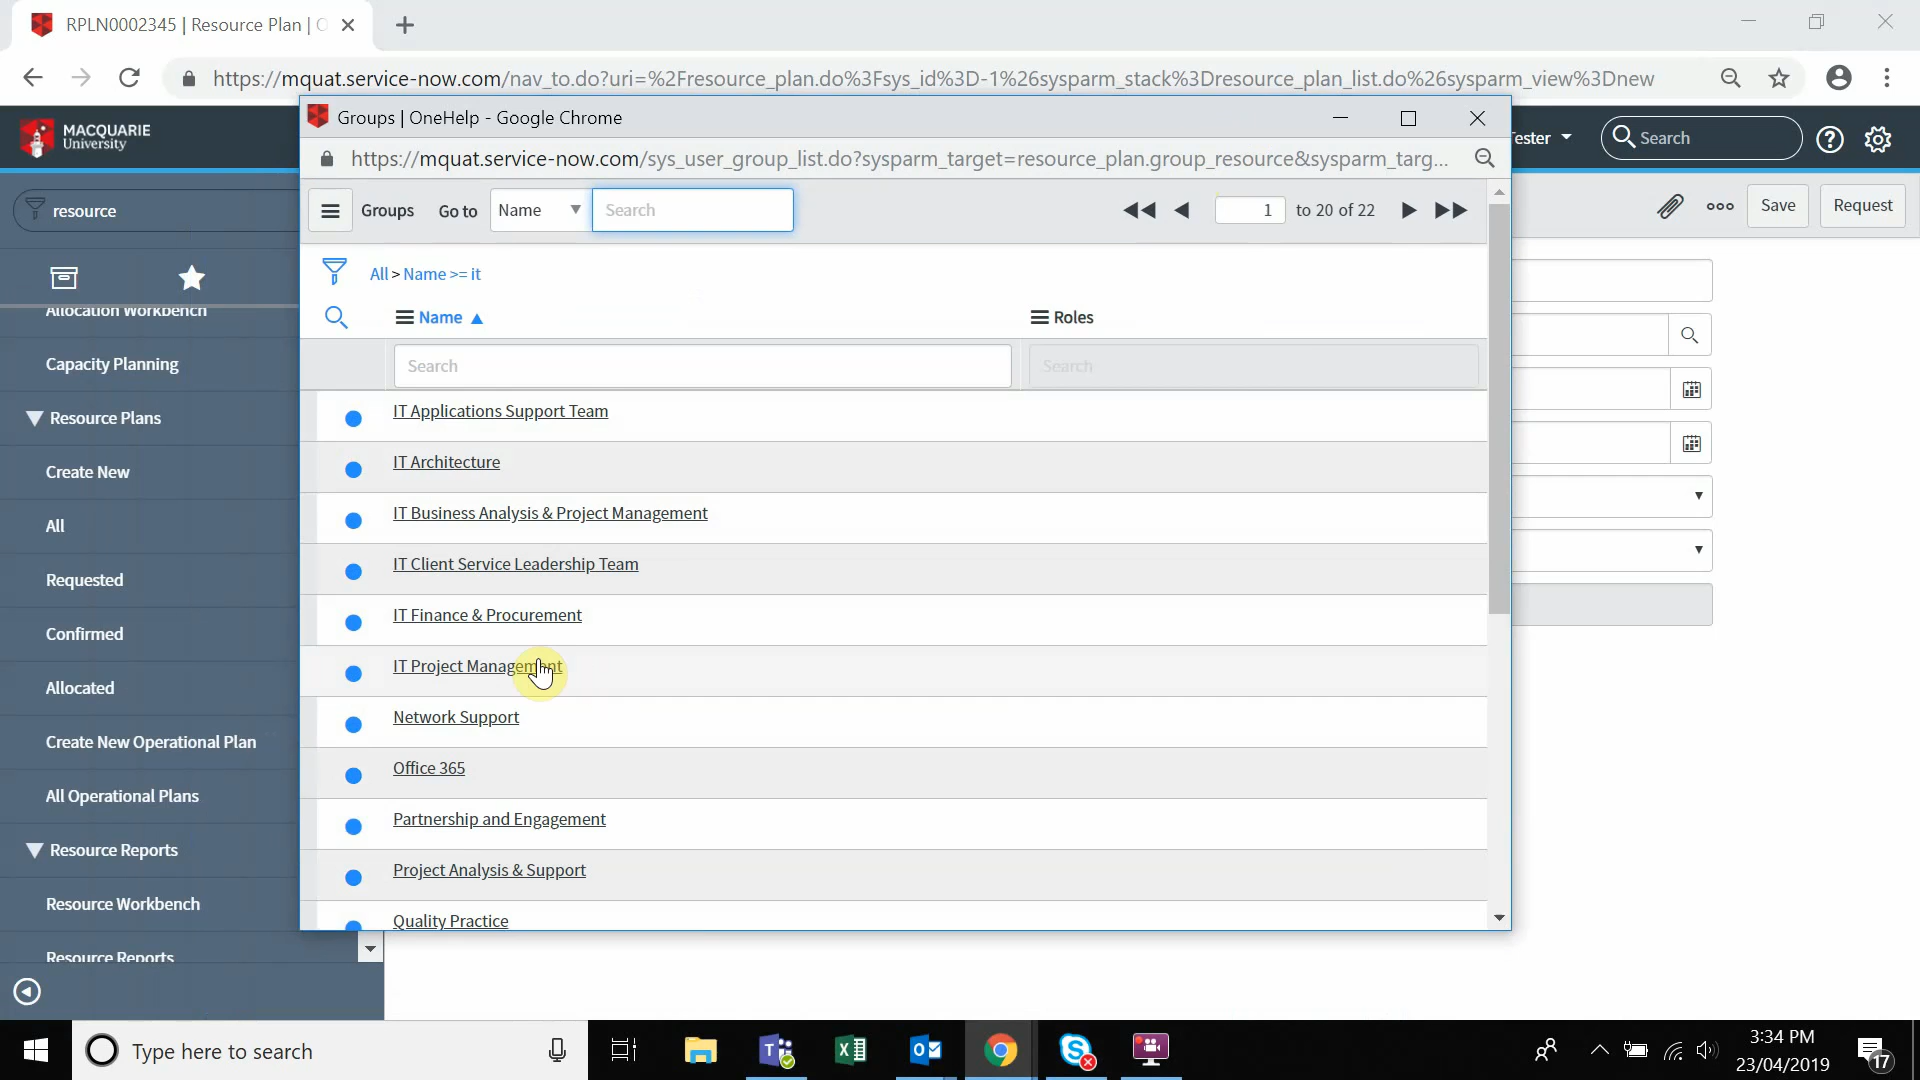 RPLN0002345 | Resource Plan | O
https://mquat.service-now.com/nav_to.do?uri=%2Fresource_plan.do%3Fsys_id%3D-1%26sysparm_stack%3Dresource_plan_list.do%26sysparm_view%3Dnew
MACQUARIE
University
Groups | OneHelp - Google Chrome
Tester
Search
https://mquat.service-now.com/sys_user_group_list.do?sysparm_target=resource_plan.group_resource&sysparm_targ...
resource
Groups
Go to
Name
Search
1
to 20 of 22
Save
Request
All > Name >= it
Name
Roles
Search
Search
Allocation Workbench
Capacity Planning
Resource Plans
Create New
All
Requested
Confirmed
Allocated
Create New Operational Plan
All Operational Plans
Resource Reports
Resource Workbench
Resource Reports
IT Applications Support Team
IT Architecture
IT Business Analysis & Project Management
IT Client Service Leadership Team
IT Finance & Procurement
IT Project Management
Network Support
Office 365
Partnership and Engagement
Project Analysis & Support
Quality Practice
Type here to search
3:34 PM
23/04/2019
17